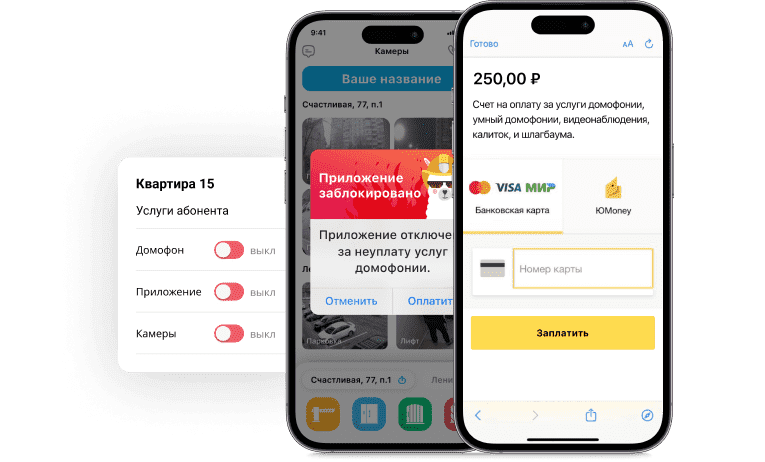 Квартира 15
Услуги абонента
Домофон
выкл
Приложение
выкл
Камеры
выкл
9:41
Камеры
Ваше название
Счастливая, 77, п.1
Приложение
заблокировано
Приложение отключе
за неуплату услуг
домофонии.
Отменить
Оплатит
Парковка
Лифт
Счастливая, 77, п.1
Лени
Готово
АА
250,00 ₽
Счет на оплату за услуги домофонии,
умный домофонии, видеонаблюдения,
калиток, и шлагбаума.
VISA
МИР
Банковская карта
ЮMoney
Номер карты
Заплатить